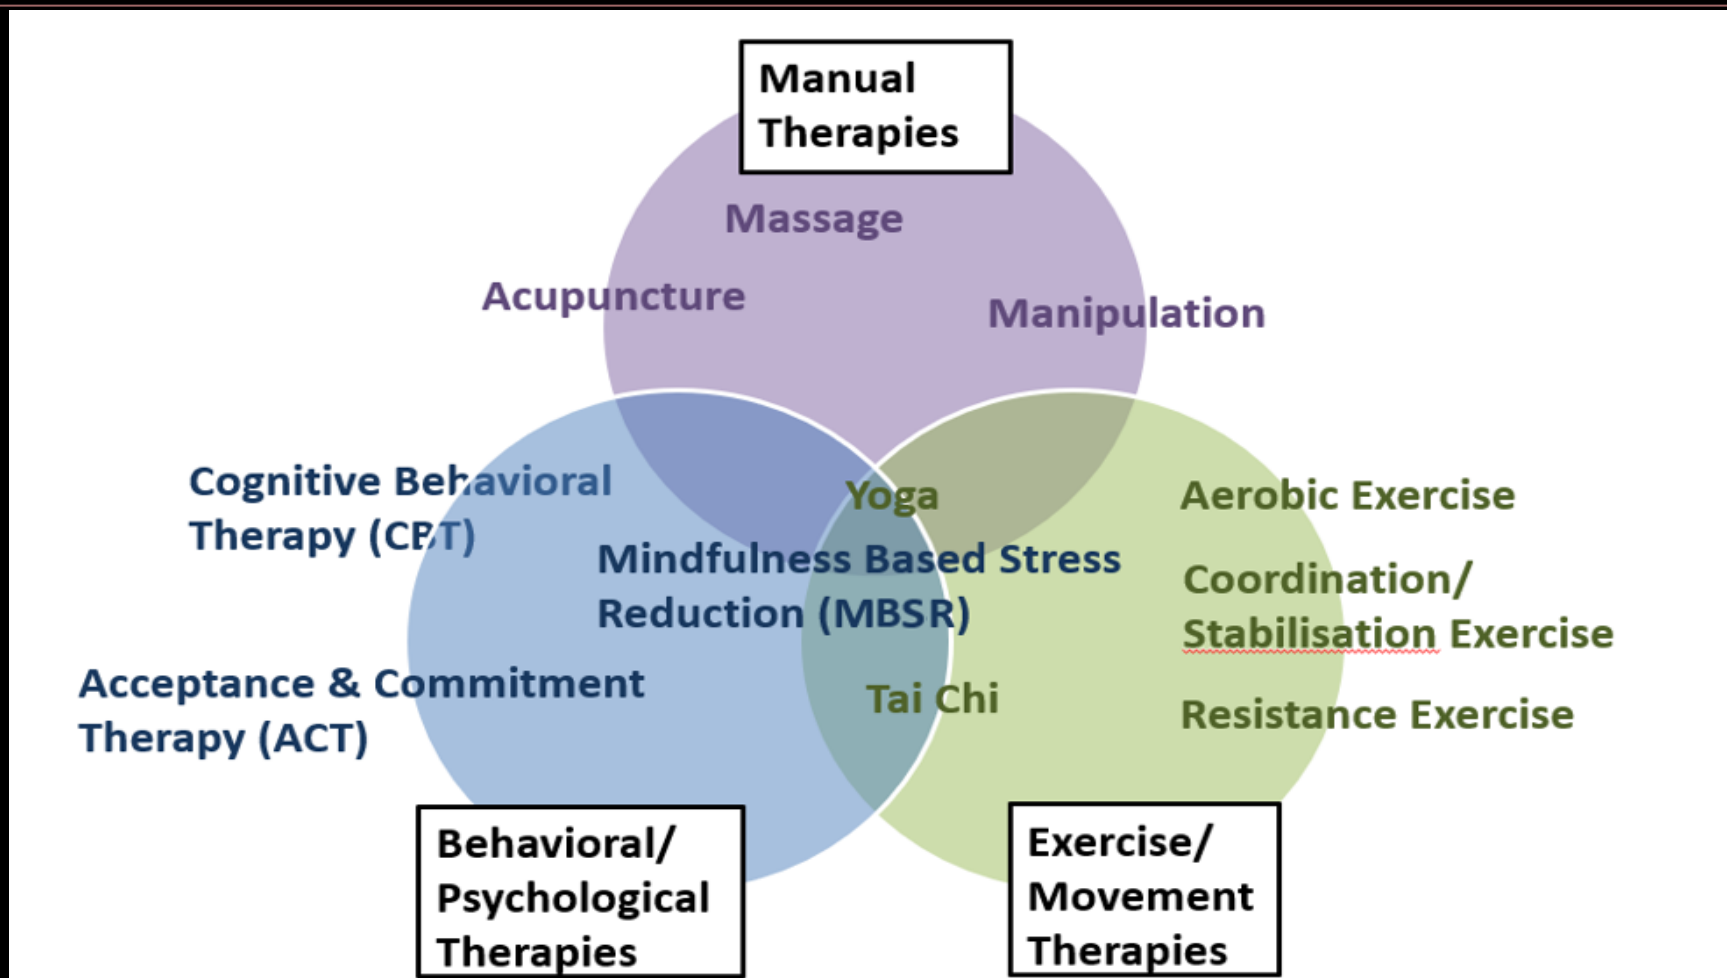 Manual
Therapies
Massage
Acupuncture
Manipulation
Cognitive Behavioral
Therapy (CBT)
Yoga
Aerobic Exercise
Mindfulness Based Stress
Reduction (MBSR)
Coordination/
Stabilisation Exercise
Acceptance & Commitment
Therapy (ACT)
Tai Chi
Resistance Exercise
Behavioral/
Psychological
Therapies
Exercise/
Movement
Therapies